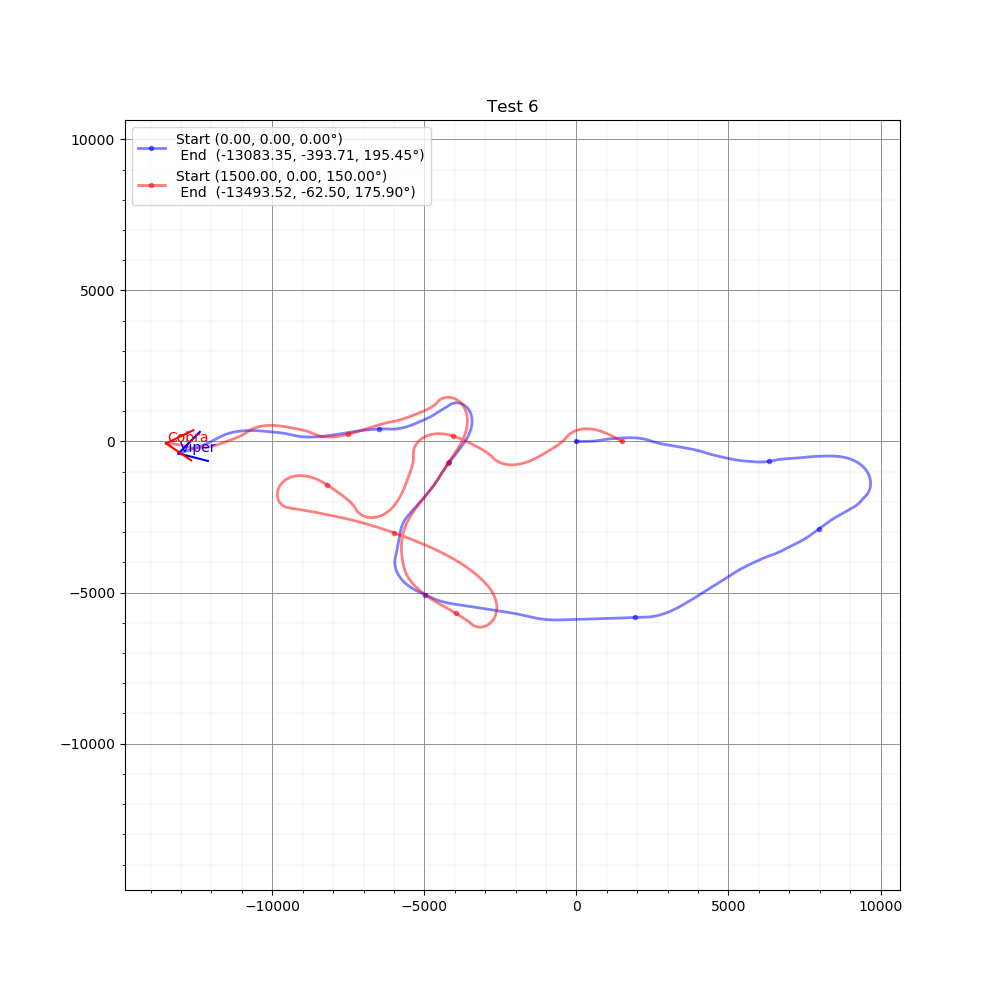 Test 6
Start (0.00, 0.00, 0.00°)
End (-13083.35, -393.71, 195.45°)
Start (1500.00, 0.00, 150.00°)
End (-13493.52, -62.50, 175.90°)
10000
5000
0
−5000
−10000
Cobra
Viper
−10000
−5000
0
5000
10000